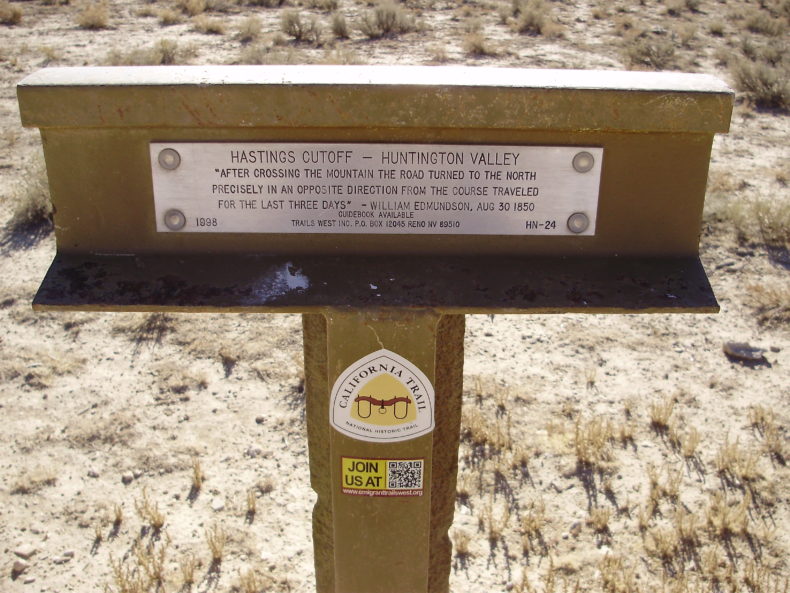 HASTINGS CUTOFF – HUNTINGTON VALLEY
"AFTER CROSSING THE MOUNTAIN THE ROAD TURNED TO THE NORTH
PRECISELY IN AN OPPOSITE DIRECTION FROM THE COURSE TRAVELED
FOR THE LAST THREE DAYS" - WILLIAM EDMUNDSON, AUG 30 1850
GUIDEBOOK AVAILABLE
1998 TRAILS WEST INC. P.O. BOX 12045 RENO NV 89510 HN-24
CALIFORNIA TRAIL
NATIONAL HISTORIC TRAIL
JOIN
US AT
www.emigranttrailswest.org